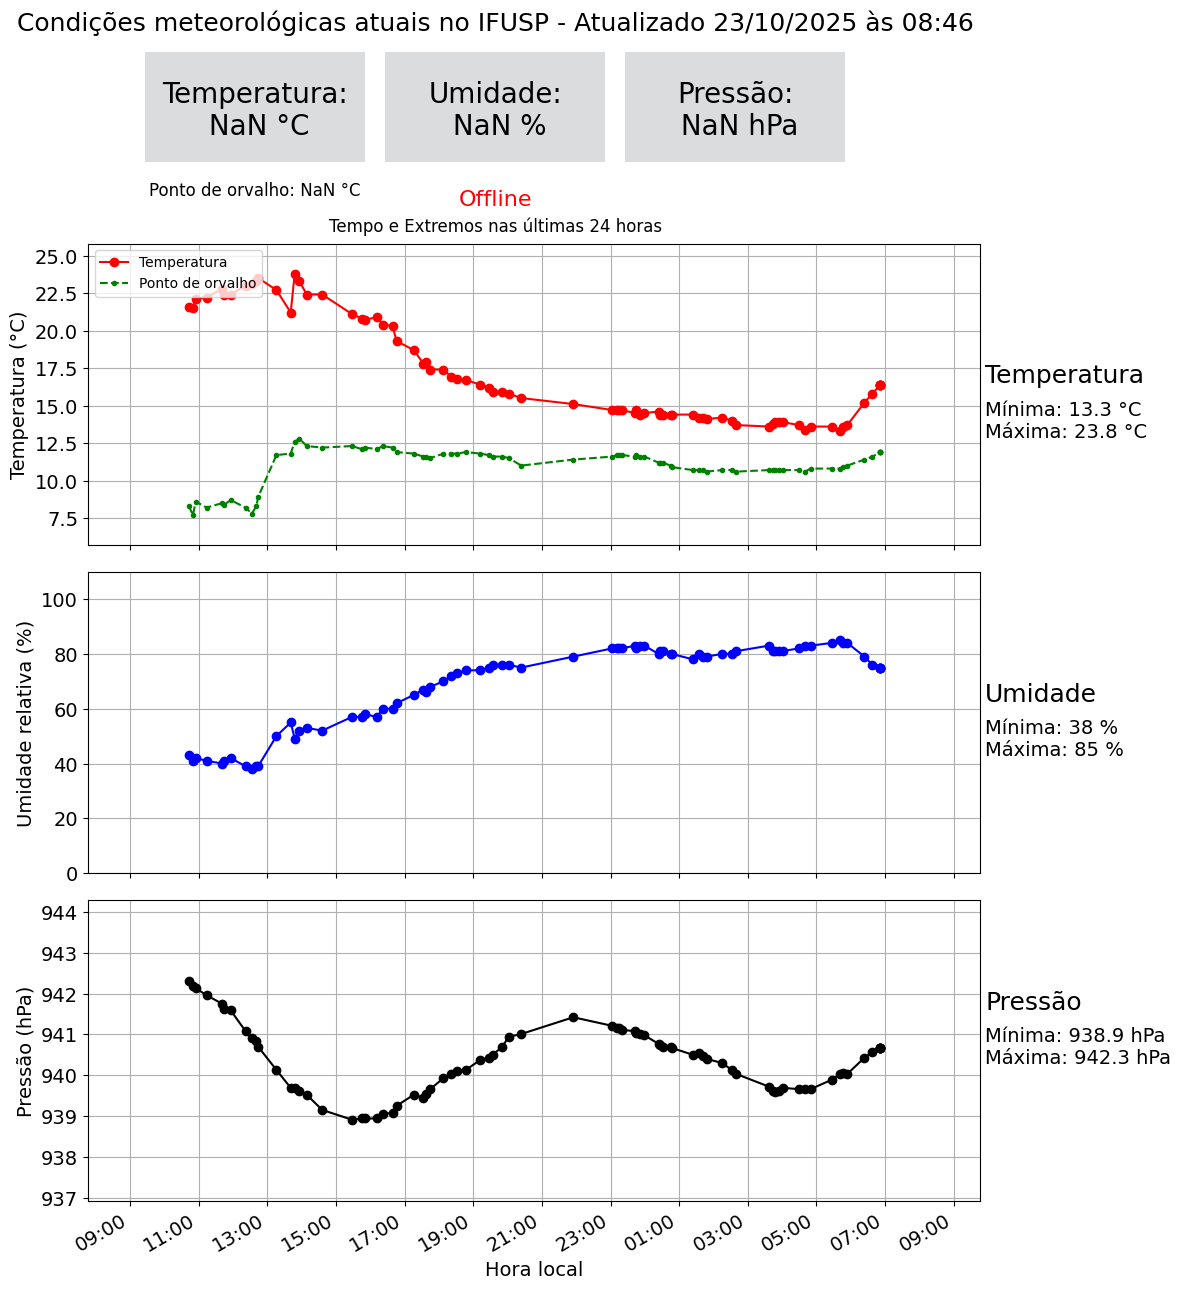 Condições meteorológicas atuais no IFUSP - Atualizado 23/10/2025 às 08:46
Temperatura:
NaN °C
Umidade:
NaN %
Pressão:
NaN hPa
Ponto de orvalho: NaN °C
Offline
Tempo e Extremos nas últimas 24 horas
Temperatura
Ponto de orvalho
Temperatura (°C)
25.0
22.5
20.0
17.5
15.0
12.5
10.0
7.5
Temperatura
Mínima: 13.3 °C
Máxima: 23.8 °C
Umidade relativa (%)
100
80
60
40
20
0
Umidade
Mínima: 38 %
Máxima: 85 %
Pressão (hPa)
944
943
942
941
940
939
938
937
Pressão
Mínima: 938.9 hPa
Máxima: 942.3 hPa
09:00 11:00 13:00 15:00 17:00 19:00 21:00 23:00 01:00 03:00 05:00 07:00 09:00
Hora local